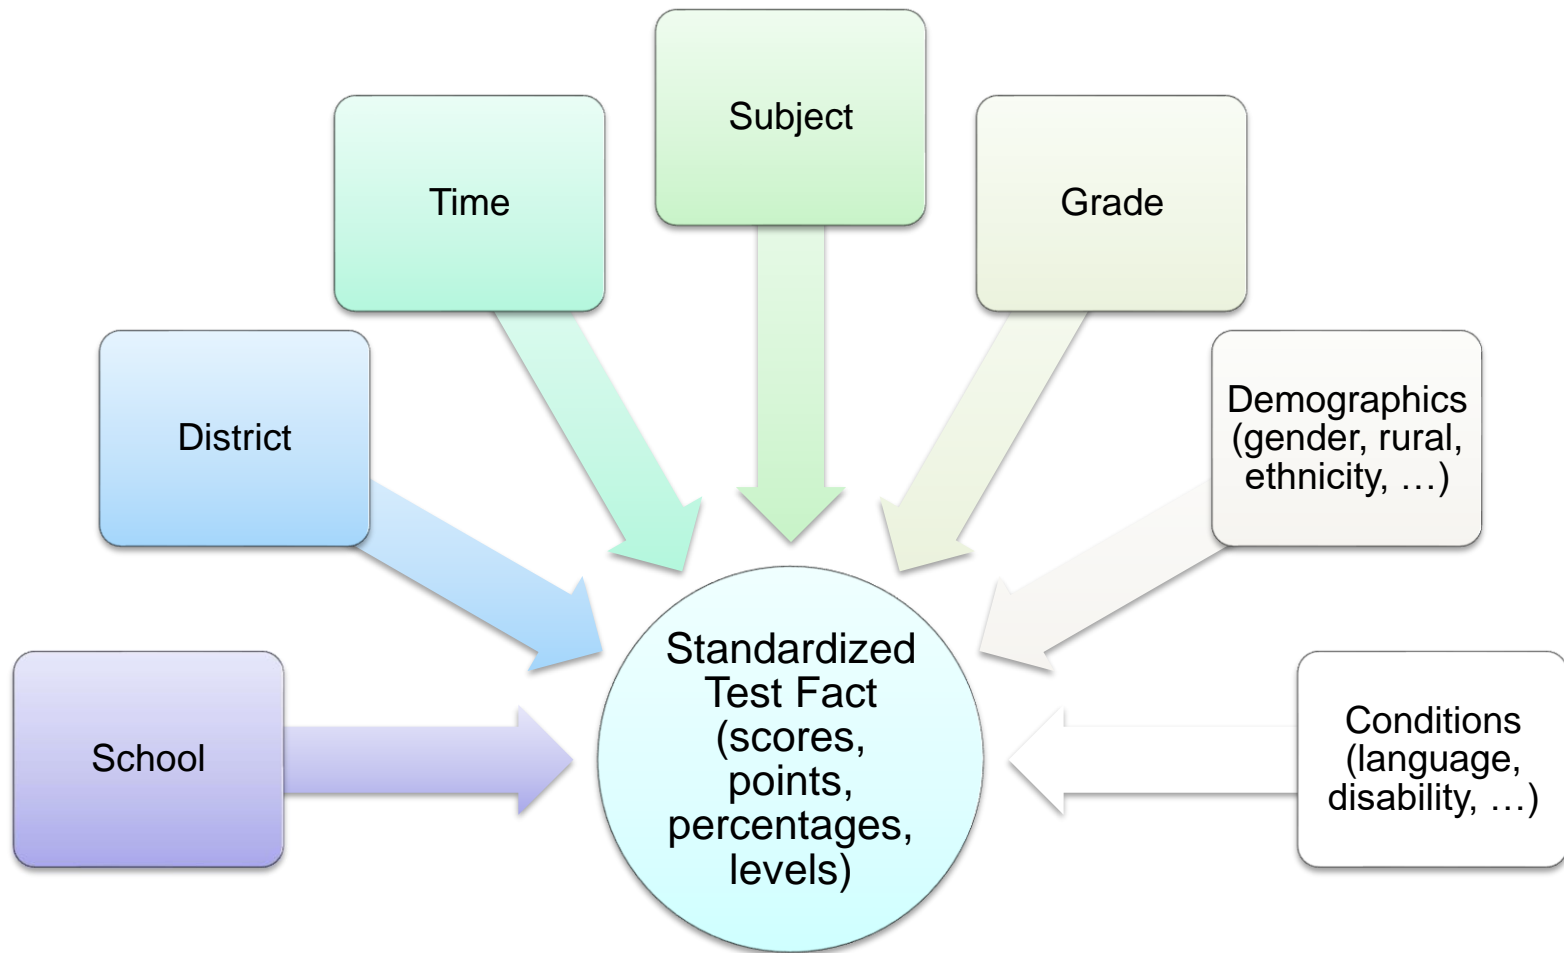 Subject
Time
Grade
District
Demographics
(gender, rural,
ethnicity, …)
School
Standardized
Test Fact
(scores,
points,
percentages,
levels)
Conditions
(language,
disability, …)